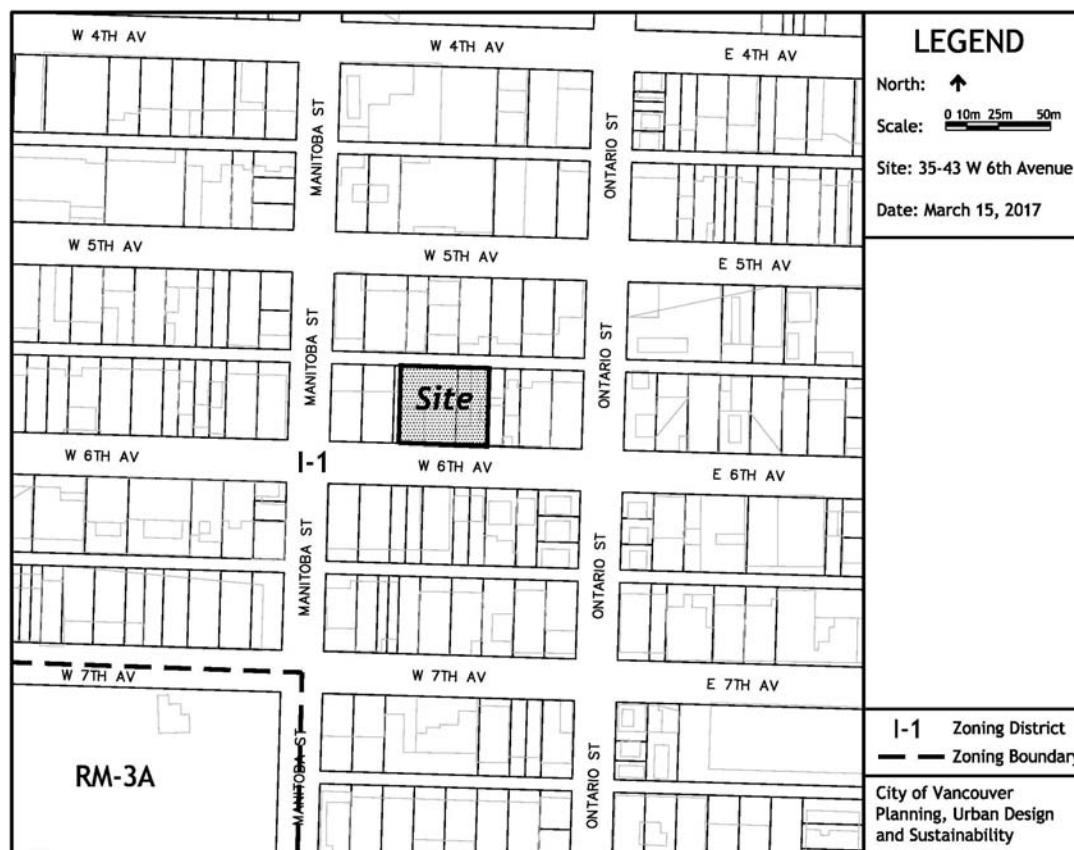 W 4TH AV
W 4TH AV
E 4TH AV
MANITOBA ST
ONTARIO ST
W 5TH AV
W 5TH AV
E 5TH AV
MANITOBA ST
ONTARIO ST
Site
W 6TH AV
I-1
W 6TH AV
E 6TH AV
MANITOBA ST
ONTARIO ST
W 7TH AV
W 7TH AV
E 7TH AV
RM-3A
MANITOBA ST
ONTARIO ST
LEGEND
North:
Scale:
0 10m 25m 50m
Site: 35-43 W 6th Avenue
Date: March 15, 2017
I-1 Zoning District
Zoning Boundary
City of Vancouver
Planning, Urban Design
and Sustainability